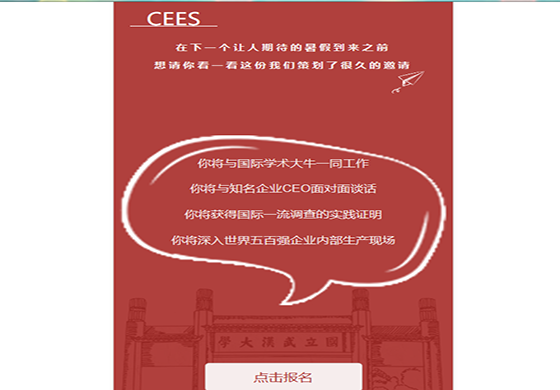 CEES
在下一个让人期待的暑假到来之前
想请你看一看这份我们策划了很久的邀请
你将与国际学术大牛一同工作
你将与知名企业CEO面对面谈话
你将获得国际一流调查的实践证明
你将深入世界五百强企业内部生产现场
學大漢武立國
点击报名